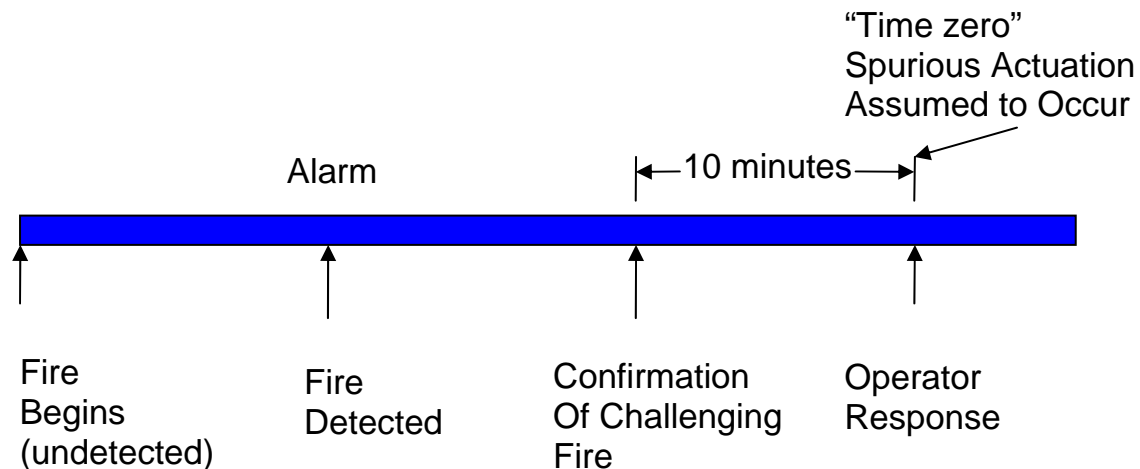 “Time zero”
Spurious Actuation
Assumed to Occur
Alarm
10 minutes
Fire
Begins
(undetected)
Fire
Detected
Confirmation
Of Challenging
Fire
Operator
Response